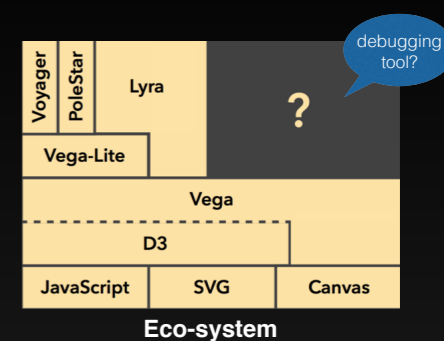 debugging
tool?
Voyager
PoleStar
Lyra
?
Vega-Lite
Vega
D3
JavaScript SVG Canvas
Eco-system